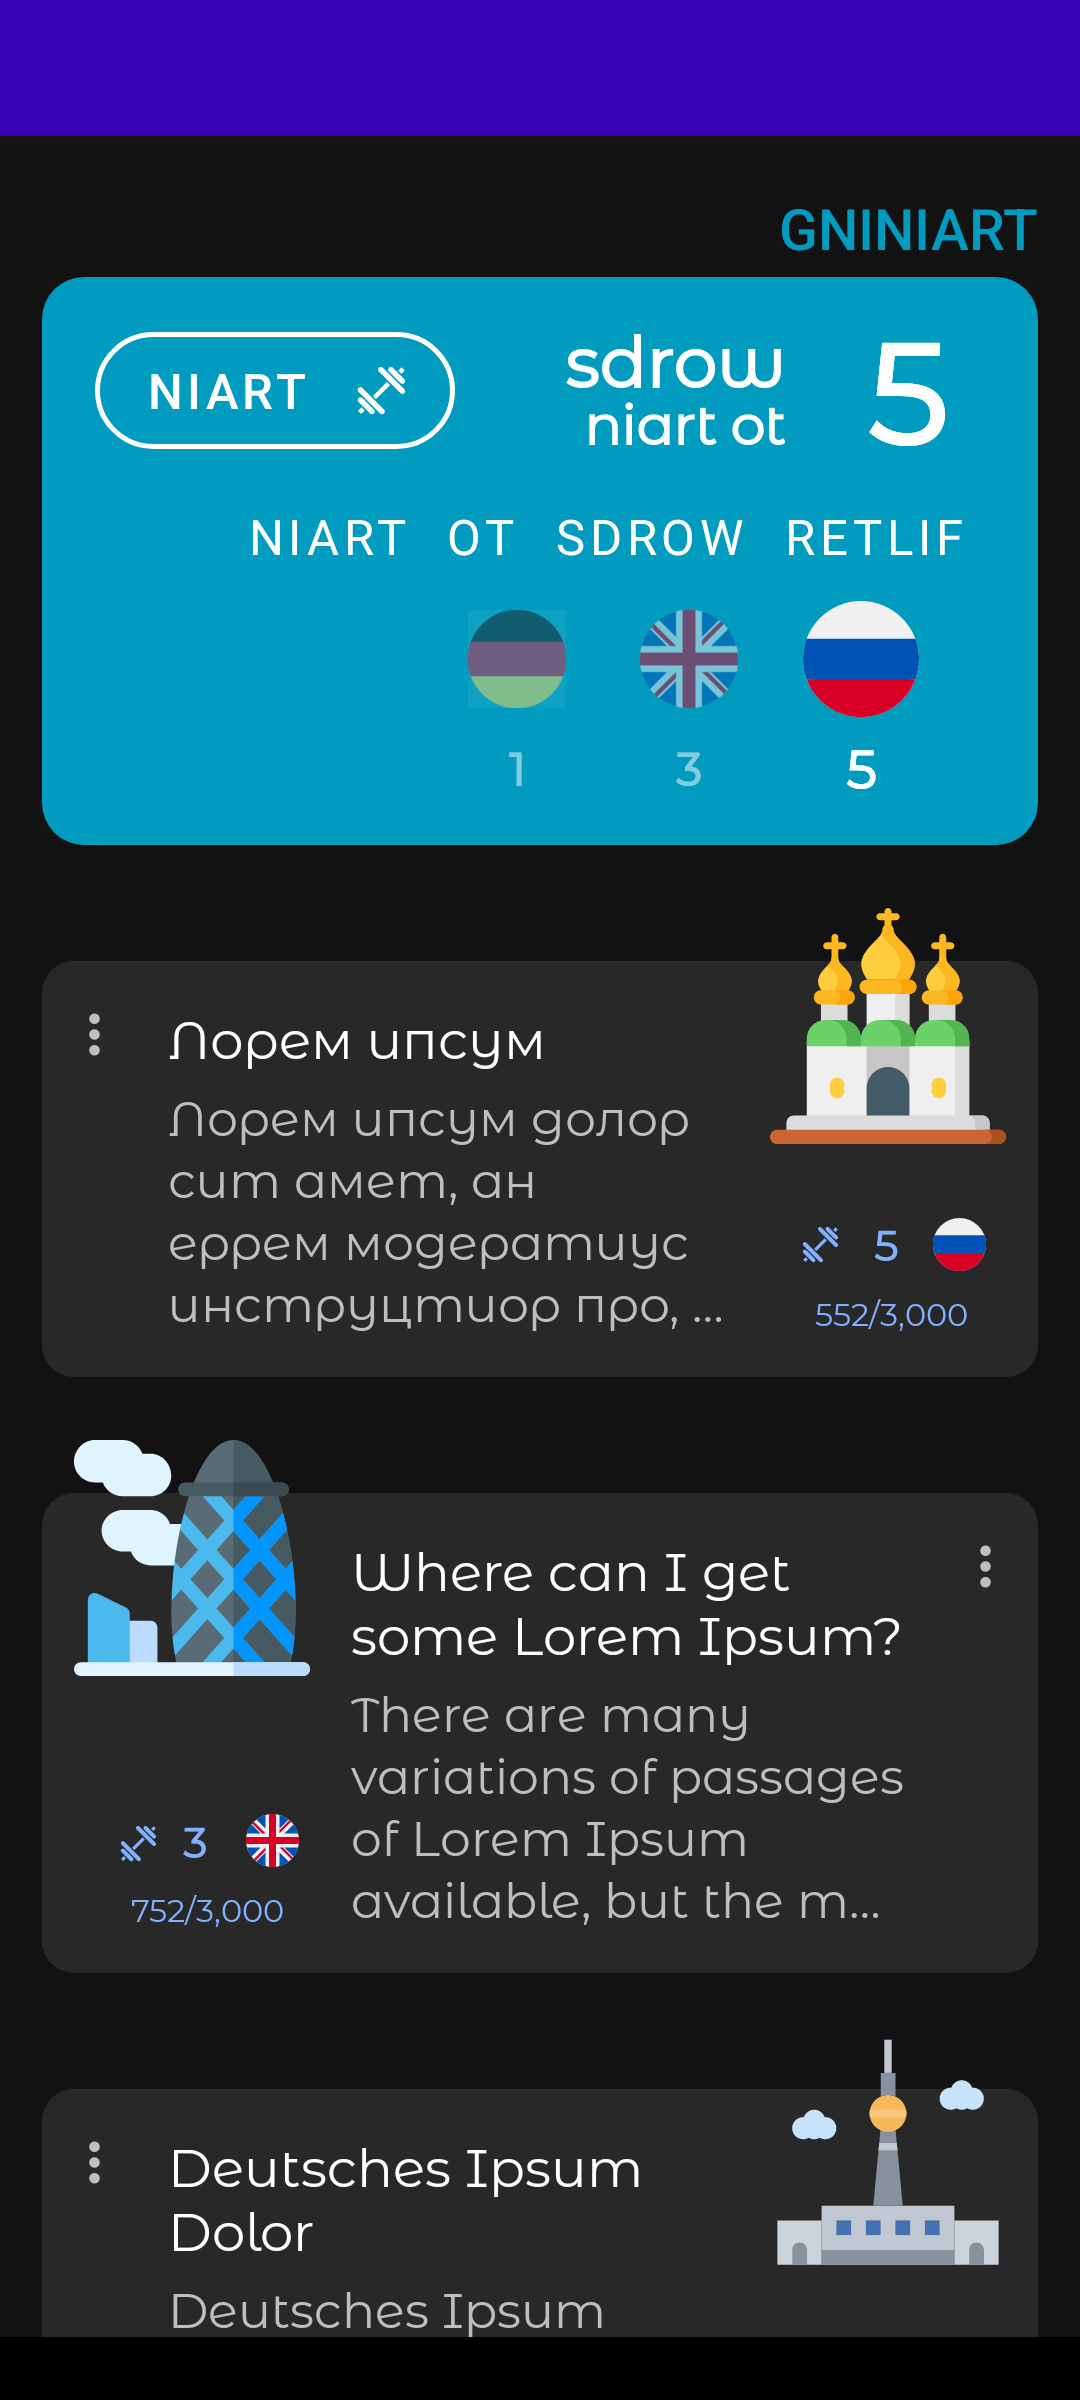 GNINIART
NIART
sdrow
niart ot
5
NIART OT SDROW RETLIF
1 3 5
Лорем ипсум
Лорем ипсум долор
сит амет, ан
еррем модератиус
инструцтиор про, ...
5
552/3,000
Where can I get
some Lorem Ipsum?
There are many
variations of passages
of Lorem Ipsum
available, but the m...
3
752/3,000
Deutsches Ipsum
Dolor
Deutsches Ipsum